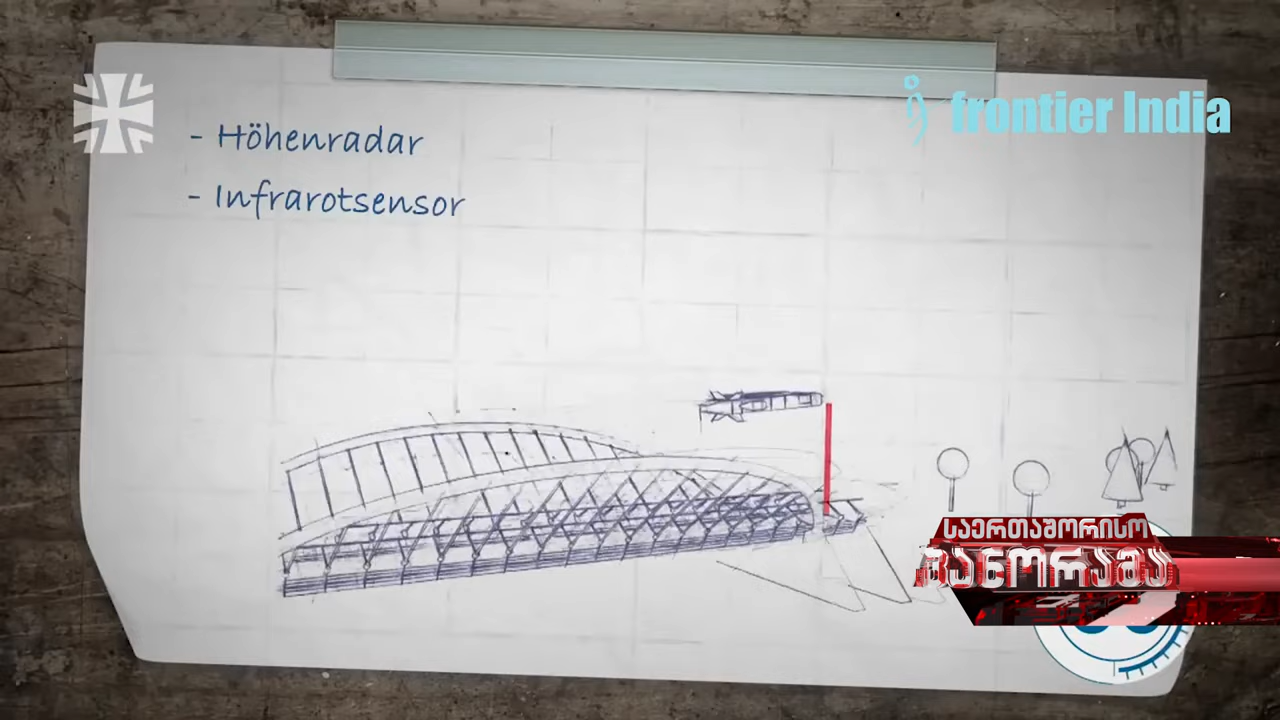 - Höhenradar
- Infrarotsensor
frontier India
საერთაშორისო
პანორამა